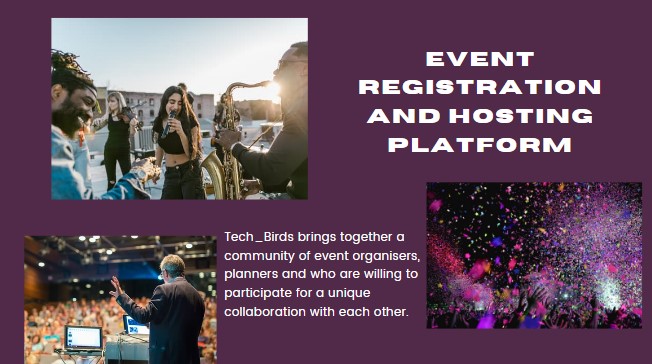 EVENT
REGISTRATION
AND HOSTING
PLATFORM
Tech_Birds brings together a
community of event organisers,
planners and who are willing to
participate for a unique
collaboration with each other.